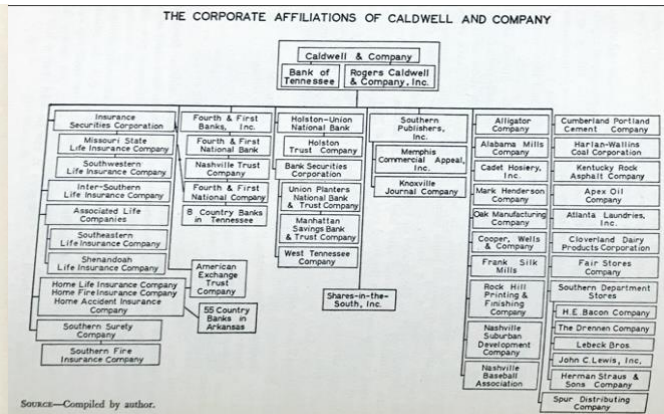 THE CORPORATE AFFILIATIONS OF CALDWELL AND COMPANY
Caldwell & Company
Bank of
Tennessee
Rogers Caldwell
& Company, Inc.
Insurance
Securities Corporation
Missouri State
Life Insurance Company
Southwestern
Life Insurance Company
Inter-Southern
Life Insurance Company
Associated Life
Companies
Southeastern
Life Insurance Company
Shenandoah
Life Insurance Company
Home Life Insurance Company
Home Fire Insurance Company
Home Accident Insurance
Company
Southern Surety
Company
Southern Fire
Insurance Company
American
Exchange
Trust
Company
55 Country
Banks in
Arkansas
Fourth & First
Banks, Inc.
Fourth & First
National Bank
Nashville Trust
Company
Fourth & First
National Company
8 Country Banks
in Tennessee
Holston-Union
National Bank
Holston
Trust Company
Bank Securities
Corporation
Union Planters
National Bank
& Trust Company
Manhattan
Savings Bank
& Trust Company
West Tennessee
Company
Southern
Publishers,
Inc.
Memphis
Commercial Appeal,
Inc.
Knoxville
Journal Company
Shares-in-the-
South, Inc.
Alligator
Company
Alabama Mills
Company
Cadet Hosiery,
Inc.
Mark Henderson
Company
Oak Manufacturing
Company
Cooper, Wells
& Company
Frank Silk
Mills
Rock Hill
Printing &
Finishing
Company
Nashville
Suburban
Development
Company
Nashville
Baseball
Association
Cumberland Portland
Cement Company
Harlan-Wallins
Coal Corporation
Kentucky Rock
Asphalt Company
Apex Oil
Company
Atlanta Laundries,
Inc.
Cloverland Dairy
Products Corporation
Fair Stores
Company
Southern Department
Stores
H.E. Bacon Company
The Drennen Company
Lebeck Bros.
John C. Lewis, Inc.
Herman Straus &
Sons Company
Spur Distributing
Company
SOURCE—Compiled by author.